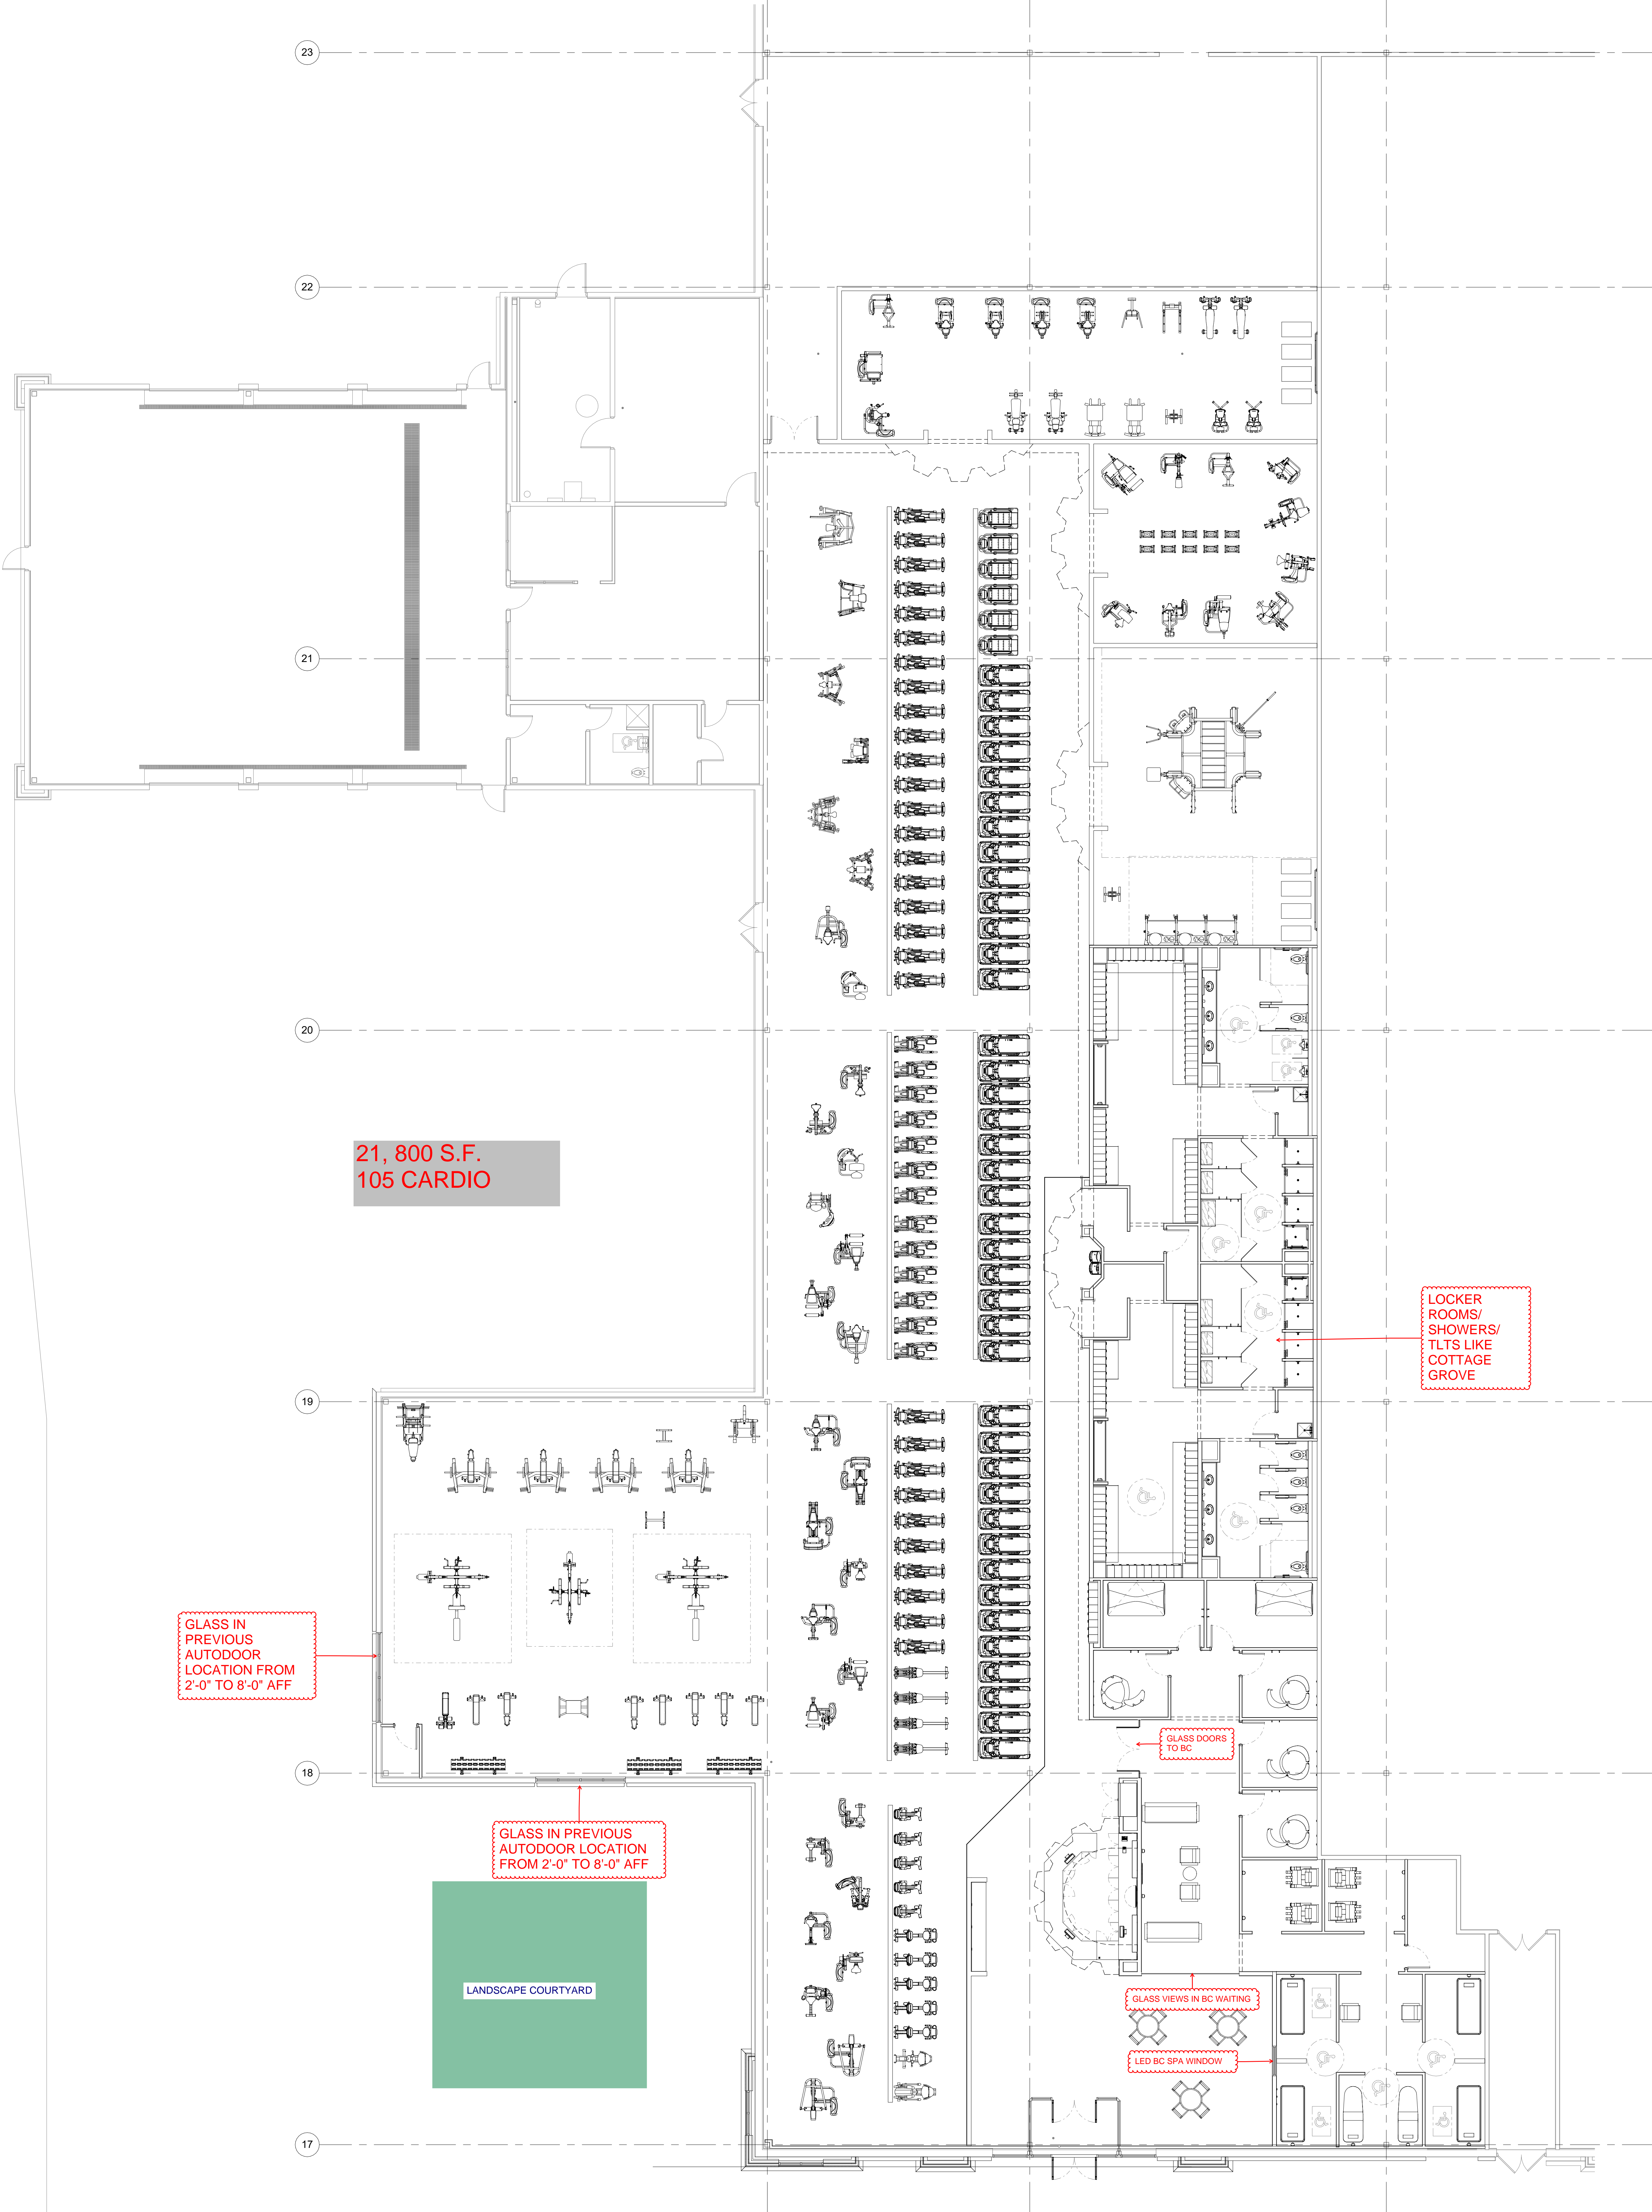 23
22
21
20
21, 800 S.F.
105 CARDIO
LOCKER
ROOMS/
SHOWERS/
TLTS LIKE
COTTAGE
GROVE
19
GLASS IN
PREVIOUS
AUTODOOR
LOCATION FROM
2'-0" TO 8'-0" AFF
GLASS DOORS
TO BC
18
GLASS IN PREVIOUS
AUTODOOR LOCATION
FROM 2'-0" TO 8'-0" AFF
LANDSCAPE COURTYARD
GLASS VIEWS IN BC WAITING
LED BC SPA WINDOW
17